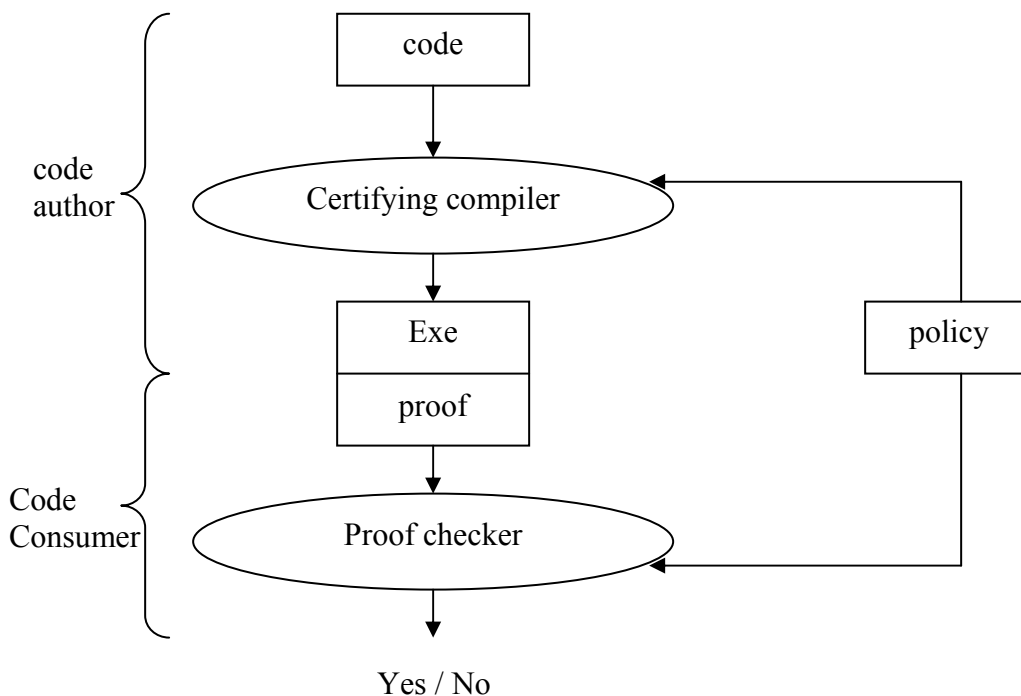 code
code
author
Certifying compiler
Exe
policy
proof
Code
Consumer
Proof checker
Yes / No